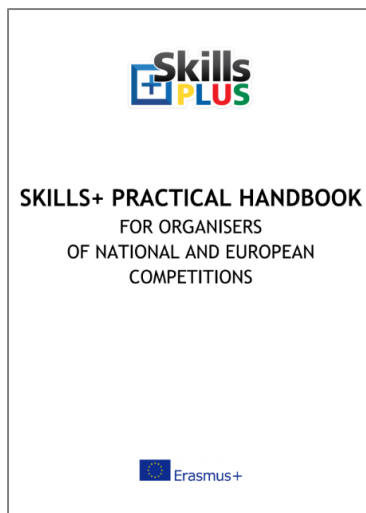 Skills
PLUS
SKILLS+ PRACTICAL HANDBOOK
FOR ORGANISERS
OF NATIONAL AND EUROPEAN
COMPETITIONS
Erasmus+